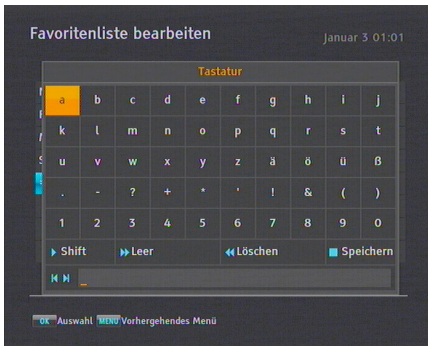 Favoritenliste bearbeiten
Januar 3 01:01
Tastatur
a b c d e f g h i j
k l m n o p q r s t
u v w x y z ä ö ü ß
. - ? + * ' ! & ( )
1 2 3 4 5 6 7 8 9 0
Shift Leer Löschen Speichern
_
OK Auswahl MENU Vorhergehendes Menü